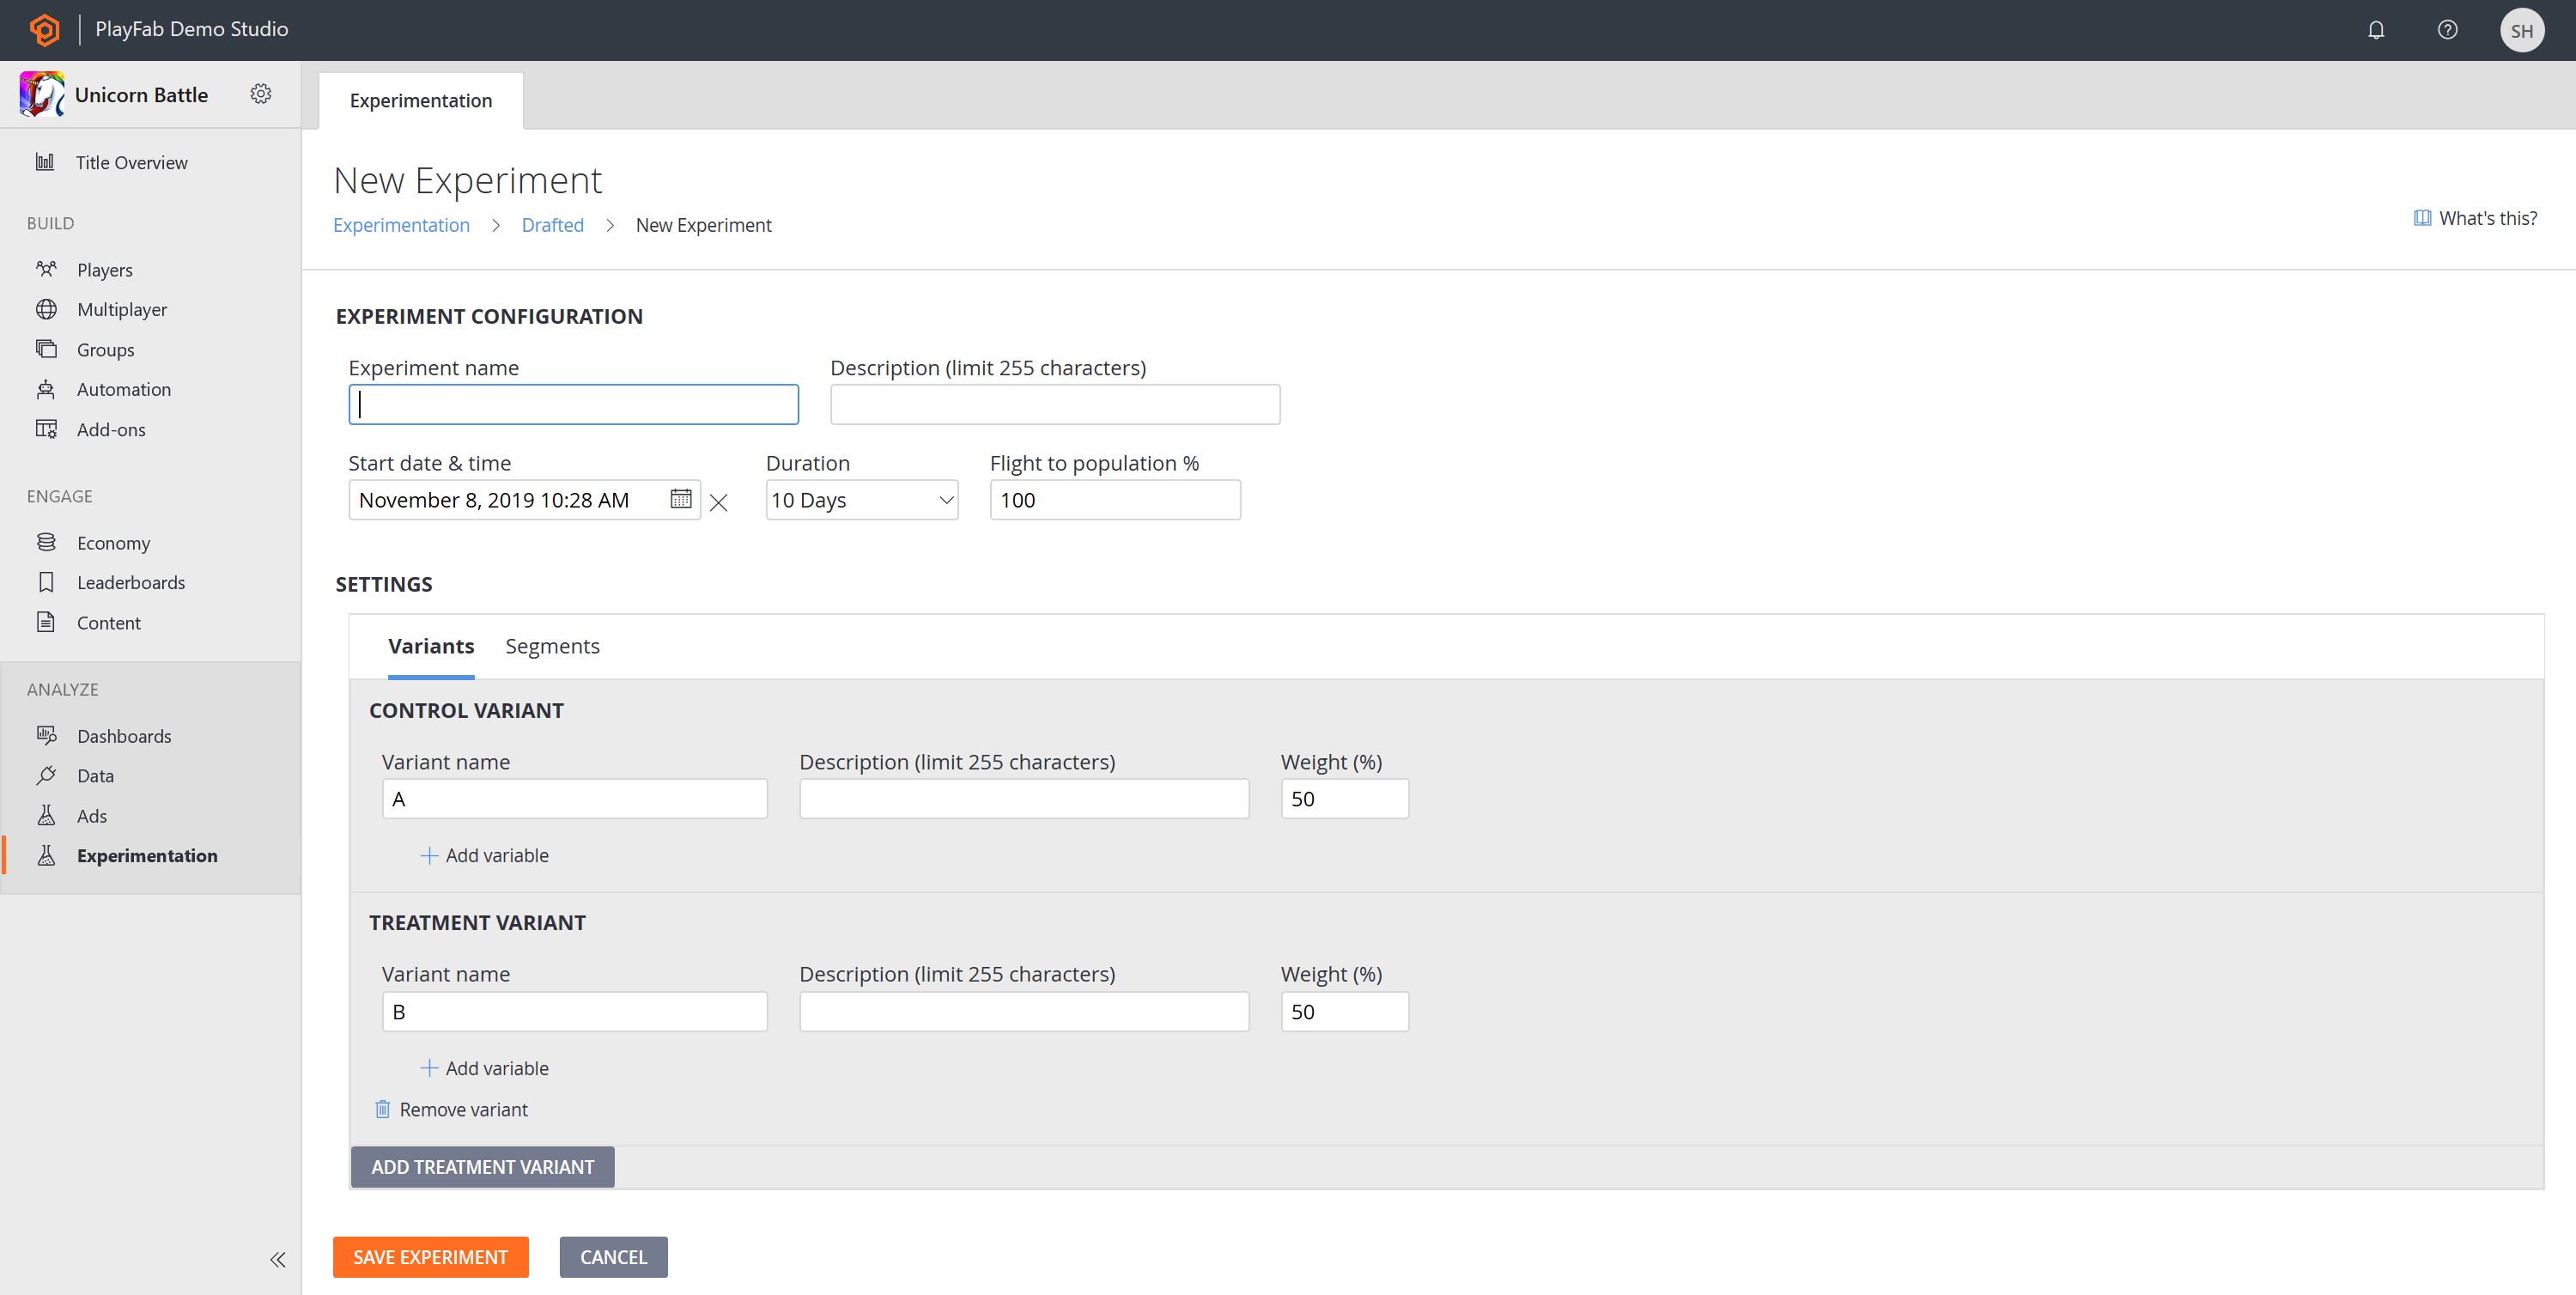 PlayFab Demo Studio
SH
Unicorn Battle
Experimentation
Title Overview
BUILD
Players
Multiplayer
Groups
Automation
Add-ons
ENGAGE
Economy
Leaderboards
Content
ANALYZE
Dashboards
Data
Ads
Experimentation
New Experiment
Experimentation > Drafted > New Experiment
What's this?
EXPERIMENT CONFIGURATION
Experiment name
Description (limit 255 characters)
Start date & time
Duration
Flight to population %
November 8, 2019 10:28 AM
10 Days
100
SETTINGS
Variants
Segments
CONTROL VARIANT
Variant name
Description (limit 255 characters)
Weight (%)
A
50
Add variable
TREATMENT VARIANT
Variant name
Description (limit 255 characters)
Weight (%)
B
50
Add variable
Remove variant
ADD TREATMENT VARIANT
SAVE EXPERIMENT
CANCEL